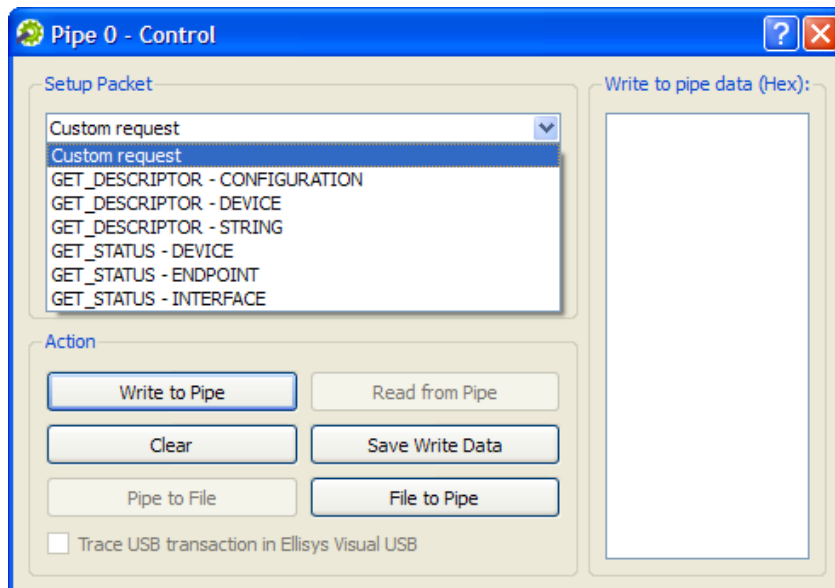 Pipe 0 - Control
Setup Packet
Custom request
Custom request
GET_DESCRIPTOR - CONFIGURATION
GET_DESCRIPTOR - DEVICE
GET_DESCRIPTOR - STRING
GET_STATUS - DEVICE
GET_STATUS - ENDPOINT
GET_STATUS - INTERFACE
Action
Write to Pipe
Read from Pipe
Clear
Save Write Data
Pipe to File
File to Pipe
Trace USB transaction in Ellisys Visual USB
Write to pipe data (Hex):